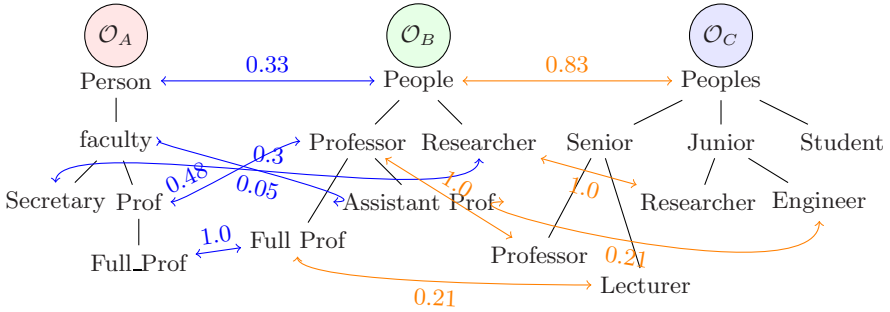 𝒪_A 𝒪_B 𝒪_C
Person 0.33 People 0.83 Peoples
faculty Professor Researcher Senior Junior Student
0.3
0.48 0.05 1.0 1.0
Secretary Prof Assistant Prof Researcher Engineer
1.0 Full Prof
Full_Prof Professor 0.21
0.21 Lecturer